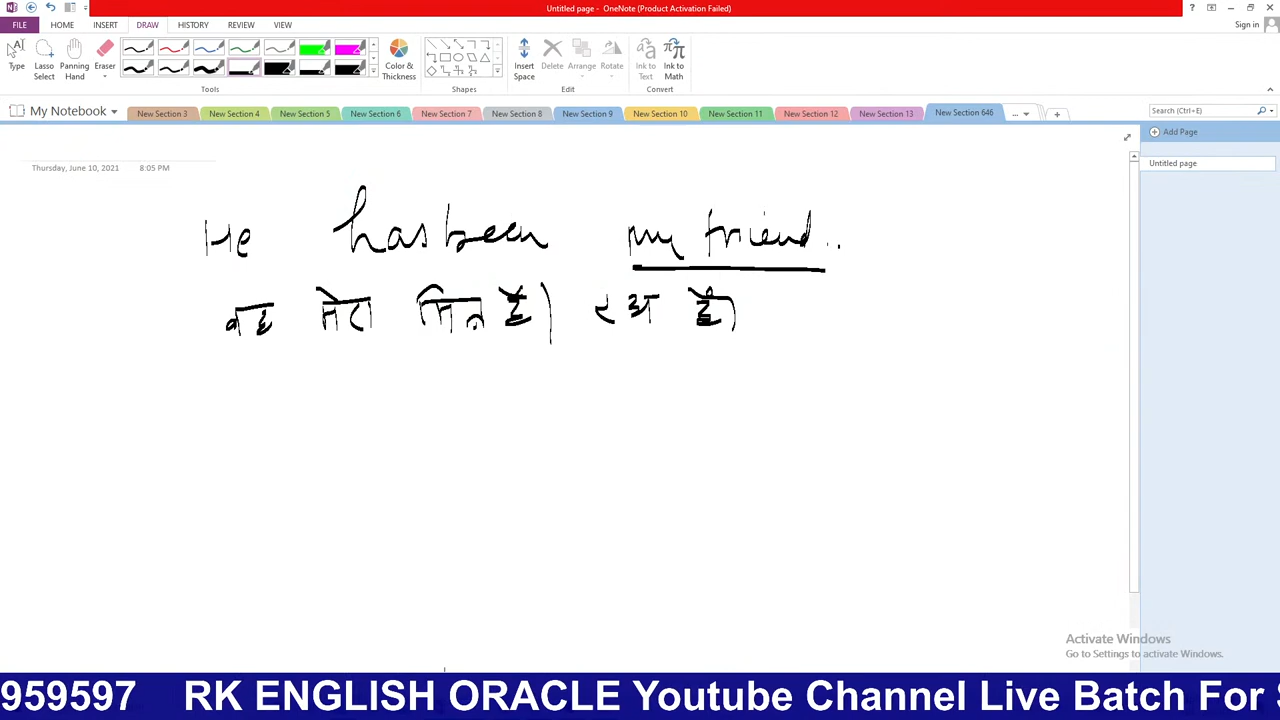 Untitled page - OneNote (Product Activation Failed)
FILE HOME INSERT DRAW HISTORY REVIEW VIEW
Sign in
Type
Lasso Select
Panning Hand
Eraser
Color & Thickness
Insert Space
Delete
Arrange
Rotate
Ink to Text
Ink to Math
Tools Shapes Edit Convert
My Notebook New Section 3 New Section 4 New Section 5 New Section 6 New Section 7 New Section 8 New Section 9 New Section 10 New Section 11 New Section 12 New Section 13 New Section 646 ... Search (Ctrl+E)
Add Page
Untitled page
Thursday, June 10, 2021 8:05 PM
He has been my friend.
वह मेरा मित्र है। रहा है।
Activate Windows
Go to Settings to activate Windows.
959597 RK ENGLISH ORACLE Youtube Channel Live Batch For